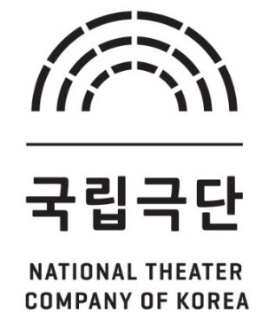 국립극단
NATIONAL THEATER
COMPANY OF KOREA